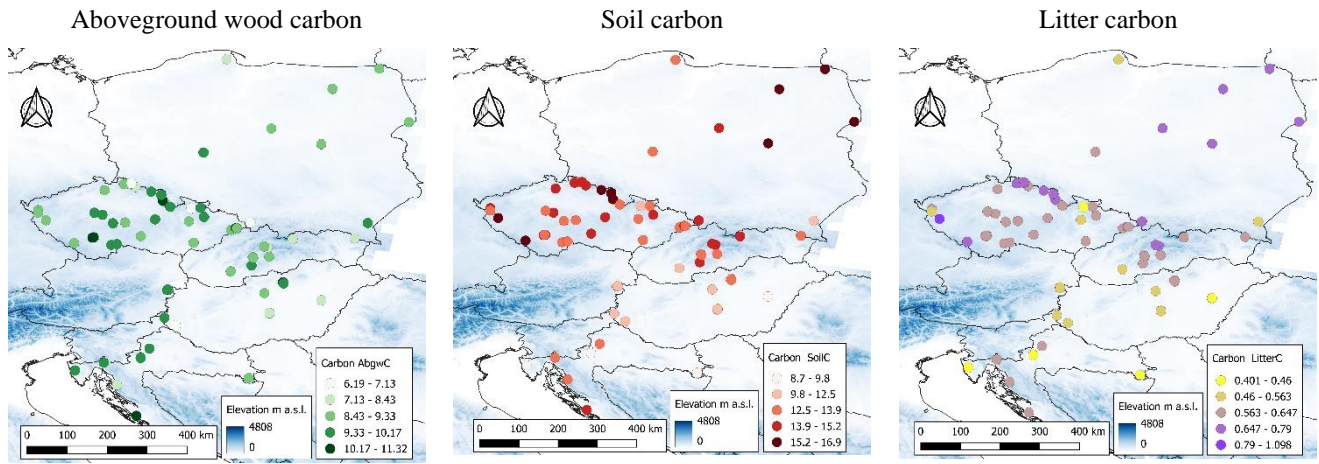 Aboveground wood carbon
Soil carbon
Litter carbon
Carbon AbgwC
6.19 - 7.13
7.13 - 8.43
8.43 - 9.33
9.33 - 10.17
10.17 - 11.32
Elevation m a.s.l.
4808
0 100 200 300 400 km
Carbon SoilC
8.7 - 9.8
9.8 - 12.5
12.5 - 13.9
13.9 - 15.2
15.2 - 16.9
Elevation m a.s.l.
4808
0 100 200 300 400 km
Carbon LitterC
0.401 - 0.46
0.46 - 0.563
0.563 - 0.647
0.647 - 0.79
0.79 - 1.098
Elevation m a.s.l.
4808
0 100 200 300 400 km